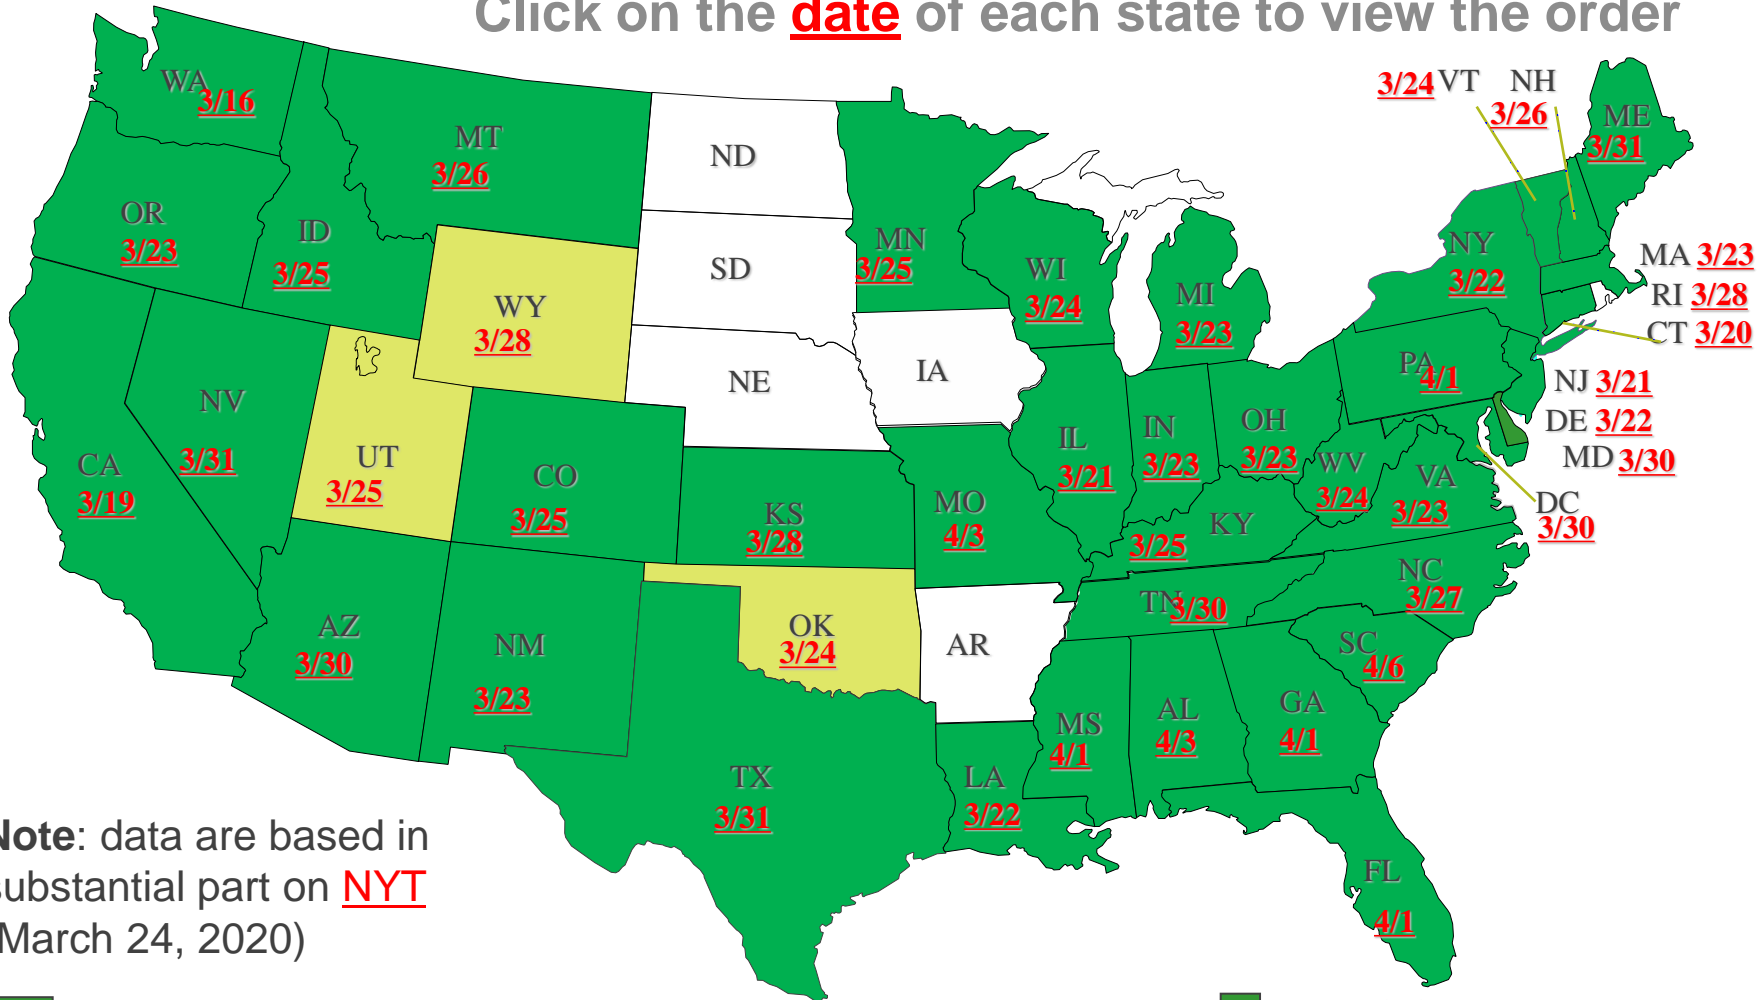 Click on the date of each state to view the order
WA
3/16
MT
3/26
ND
3/24 VT
NH
3/26
ME
3/31
OR
3/23
ID
3/25
SD
MN
3/25
WI
3/24
MI
3/23
NY
3/22
MA 3/23
RI 3/28
CT 3/20
WY
3/28
NE
IA
PA
4/1
NJ 3/21
DE 3/22
MD 3/30
DC
3/30
NV
3/31
CA
3/19
UT
3/25
CO
3/25
KS
3/28
MO
4/3
IL
3/21
IN
3/23
OH
3/23
WV
3/24
VA
3/23
KY
3/25
NC
3/27
TN 3/30
AZ
3/30
NM
3/23
OK
3/24
AR
SC
4/6
MS
4/1
AL
4/3
GA
4/1
TX
3/31
LA
3/22
FL
4/1
Note: data are based in
substantial part on NYT
(March 24, 2020)